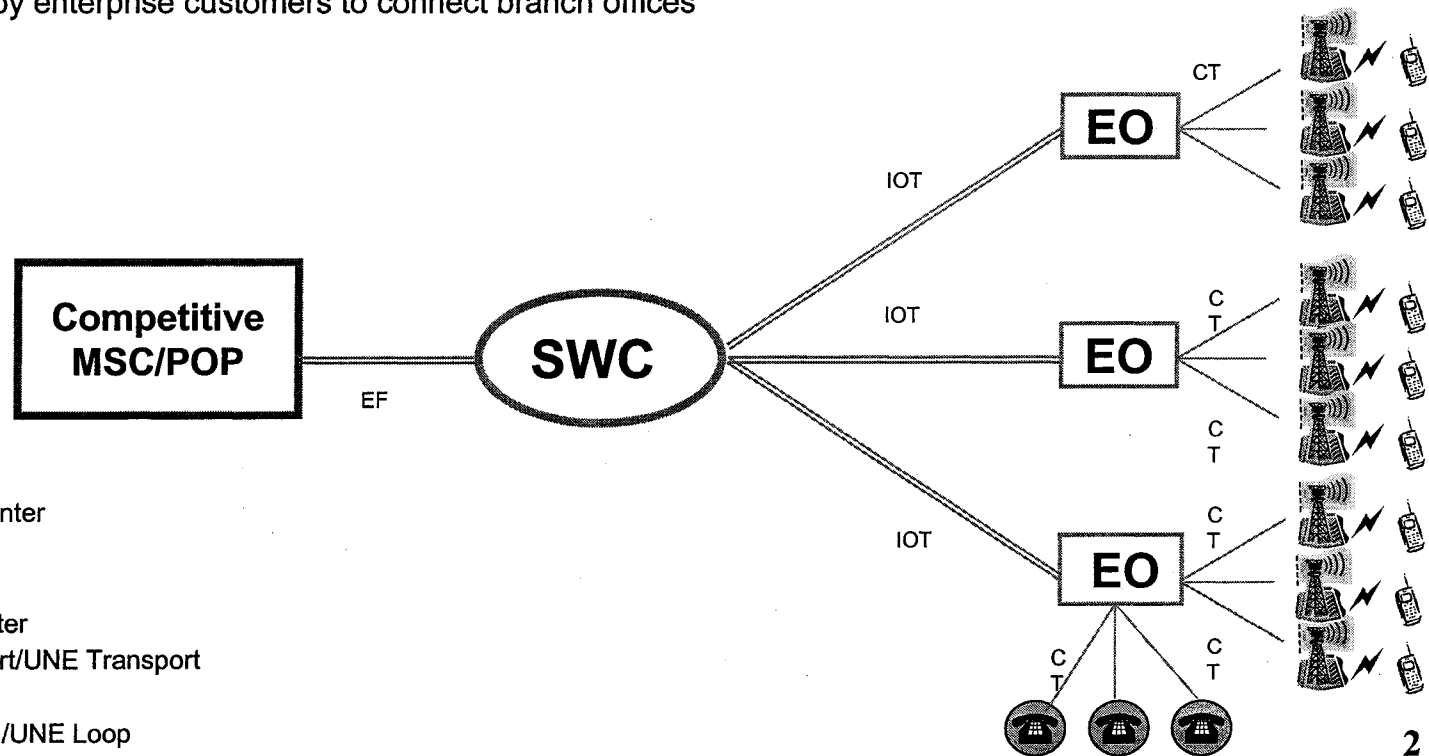 by enterprise customers to connect branch offices
CT
EO
IOT
Competitive
MSC/POP
EF
SWC
IOT
EO
C
T
C
T
IOT
EO
C
T
C
T
C
T
nter
ter
rt/UNE Transport
/UNE Loop
2